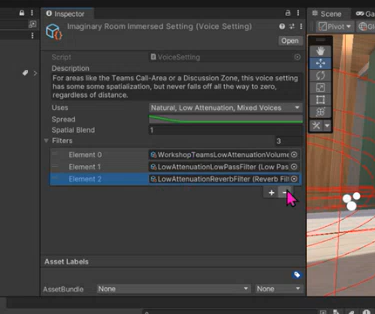 Inspector
Scene
Ga
Imaginary Room Immersed Setting (Voice Setting)
Pivot
Open
Script
VoiceSetting
Description
For areas like the Teams Call-Area or a Discussion Zone, this voice setting
has some some spatialization, but never falls off all the way to zero,
regardless of distance.
Uses
Natural, Low Attenuation, Mixed Voices
Spread
Spatial Blend
1
Filters
3
Element 0
WorkshopTeamsLowAttenuationVolume
Element 1
LowAttenuationLowPassFilter (Low Pas
Element 2
LowAttenuationReverbFilter (Reverb Filt
+ -
Asset Labels
AssetBundle
None
None